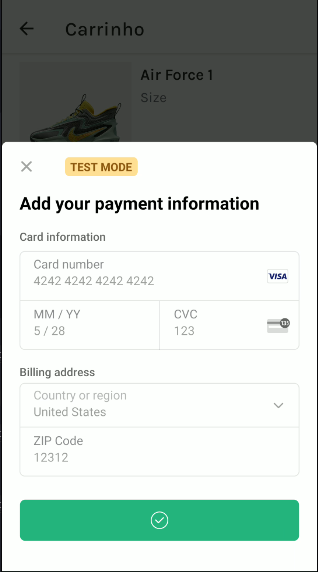 Carrinho
Air Force 1
Size
TEST MODE
Add your payment information
Card information
Card number
4242 4242 4242 4242
VISA
MM / YY
5 / 28
CVC
123
Billing address
Country or region
United States
ZIP Code
12312